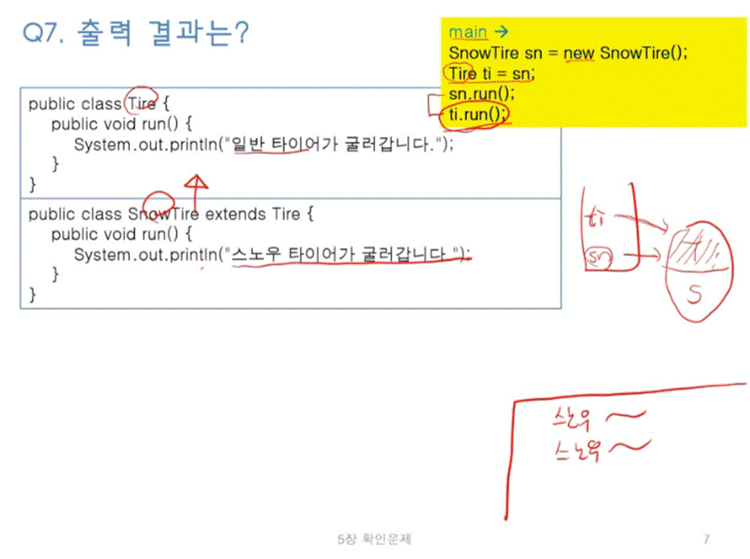 Q7. 출력 결과는?
main →
SnowTire sn = new SnowTire();
Tire ti = sn;
sn.run();
ti.run();
public class Tire {
public void run() {
System.out.println("일반 타이어가 굴러갑니다.");
}
}
public class SnowTire extends Tire {
public void run() {
System.out.println("스노우 타이어가 굴러갑니다.");
}
}
ti
sn
S
스노우 ~
스노우 ~
5장 확인문제
7